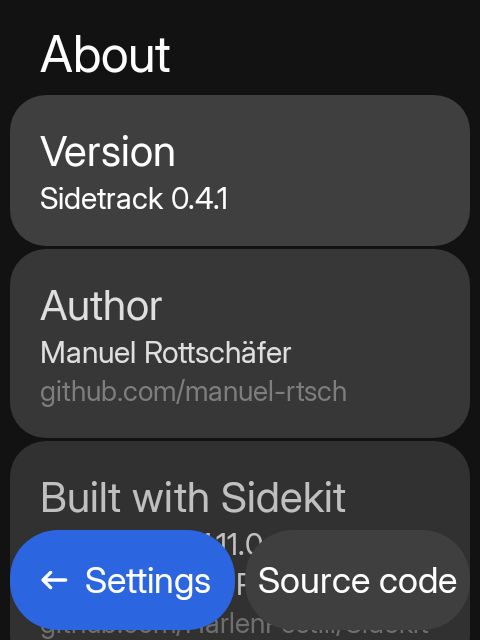 About
Version
Sidetrack 0.4.1
Author
Manuel Rottschäfer
github.com/manuel-rtsch
Built with Sidekit
Settings
Source code